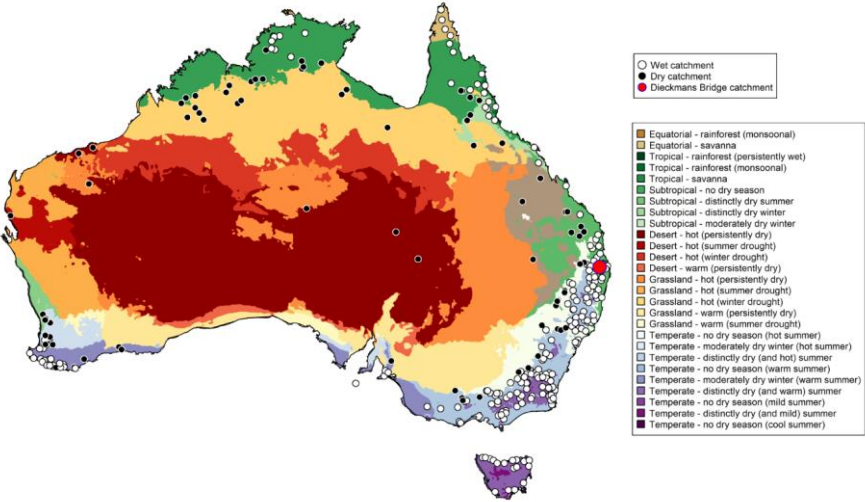 Wet catchment
Dry catchment
Dieckmans Bridge catchment
Equatorial - rainforest (monsoonal)
Equatorial - savanna
Tropical - rainforest (persistently wet)
Tropical - rainforest (monsoonal)
Tropical - savanna
Subtropical - no dry season
Subtropical - distinctly dry summer
Subtropical - distinctly dry winter
Subtropical - moderately dry winter
Desert - hot (persistently dry)
Desert - hot (summer drought)
Desert - hot (winter drought)
Desert - warm (persistently dry)
Grassland - hot (persistently dry)
Grassland - hot (summer drought)
Grassland - hot (winter drought)
Grassland - warm (persistently dry)
Grassland - warm (summer drought)
Temperate - no dry season (hot summer)
Temperate - moderately dry winter (hot summer)
Temperate - distinctly dry (and hot) summer
Temperate - no dry season (warm summer)
Temperate - moderately dry winter (warm summer)
Temperate - distinctly dry (and warm) summer
Temperate - no dry season (mild summer)
Temperate - distinctly dry (and mild) summer
Temperate - no dry season (cool summer)